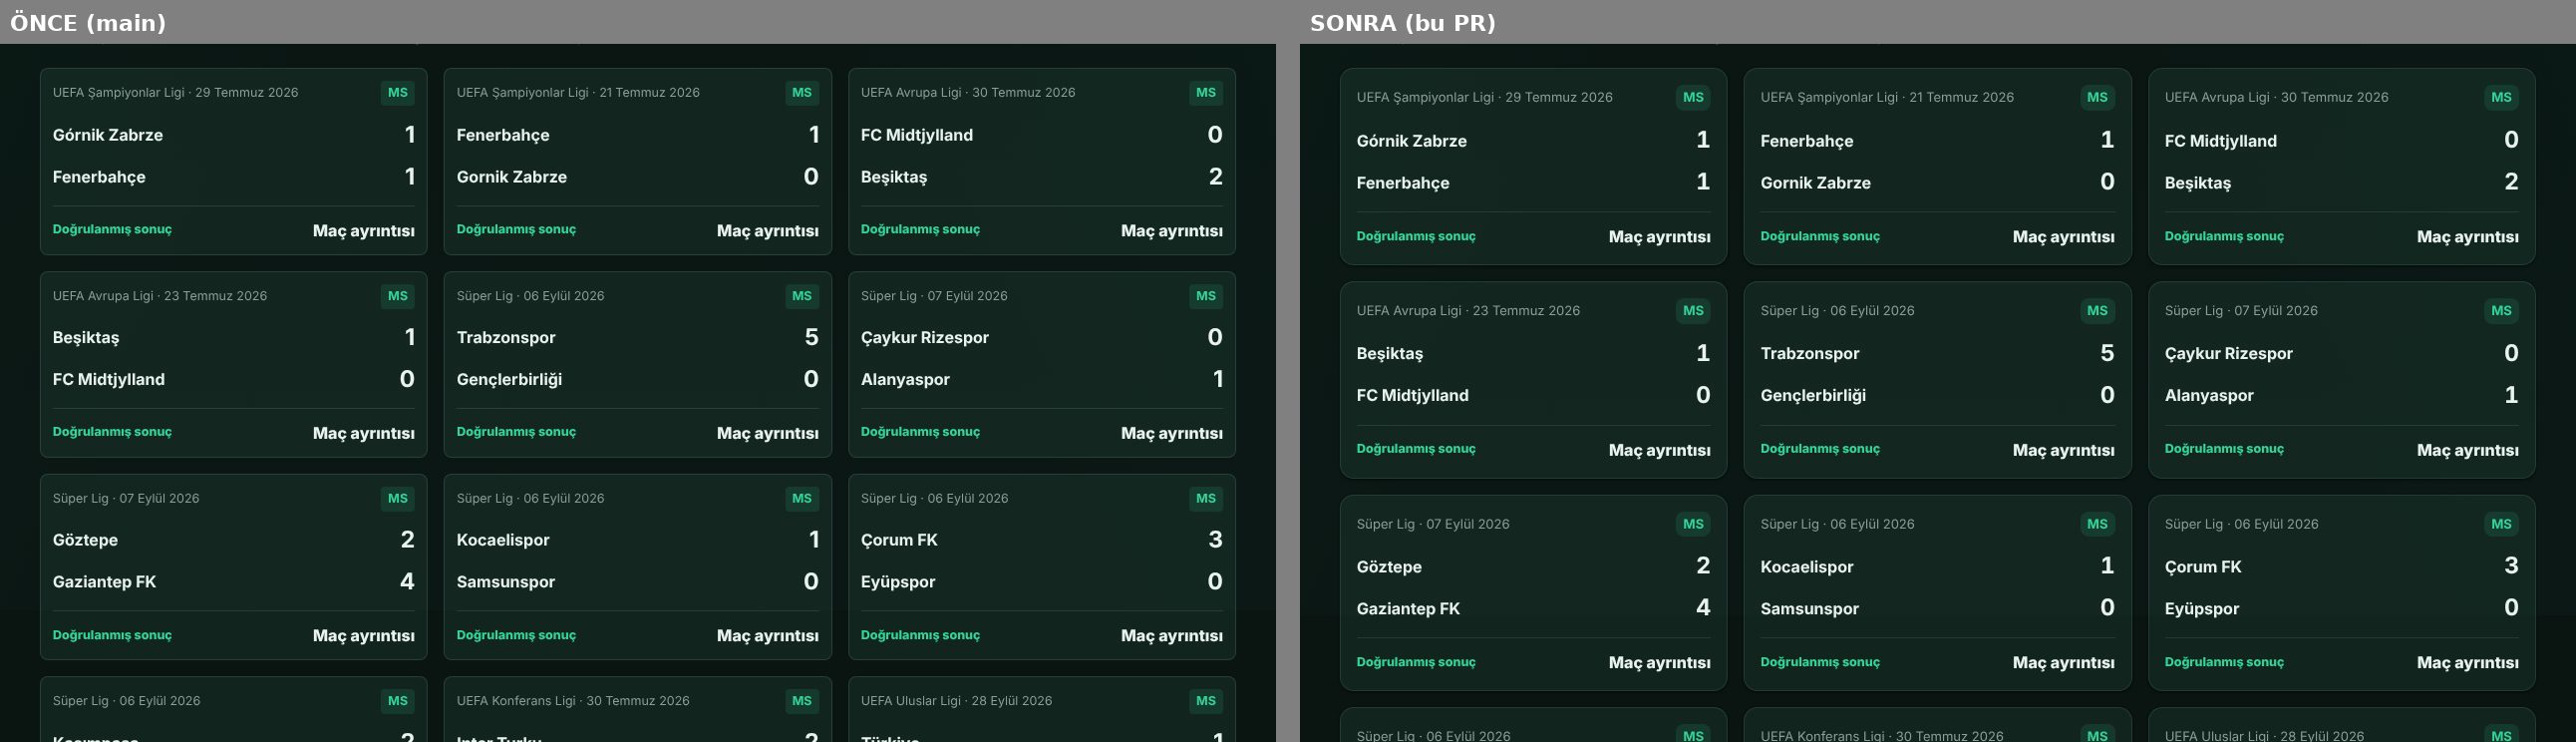 ÖNCE (main)
UEFA Şampiyonlar Ligi · 29 Temmuz 2026 MS
Górnik Zabrze 1
Fenerbahçe 1
Doğrulanmış sonuç Maç ayrıntısı
UEFA Şampiyonlar Ligi · 21 Temmuz 2026 MS
Fenerbahçe 1
Gornik Zabrze 0
Doğrulanmış sonuç Maç ayrıntısı
UEFA Avrupa Ligi · 30 Temmuz 2026 MS
FC Midtjylland 0
Beşiktaş 2
Doğrulanmış sonuç Maç ayrıntısı
UEFA Avrupa Ligi · 23 Temmuz 2026 MS
Beşiktaş 1
FC Midtjylland 0
Doğrulanmış sonuç Maç ayrıntısı
Süper Lig · 06 Eylül 2026 MS
Trabzonspor 5
Gençlerbirliği 0
Doğrulanmış sonuç Maç ayrıntısı
Süper Lig · 07 Eylül 2026 MS
Çaykur Rizespor 0
Alanyaspor 1
Doğrulanmış sonuç Maç ayrıntısı
Süper Lig · 07 Eylül 2026 MS
Göztepe 2
Gaziantep FK 4
Doğrulanmış sonuç Maç ayrıntısı
Süper Lig · 06 Eylül 2026 MS
Kocaelispor 1
Samsunspor 0
Doğrulanmış sonuç Maç ayrıntısı
Süper Lig · 06 Eylül 2026 MS
Çorum FK 3
Eyüpspor 0
Doğrulanmış sonuç Maç ayrıntısı
Süper Lig · 06 Eylül 2026 MS
UEFA Konferans Ligi · 30 Temmuz 2026 MS
UEFA Uluslar Ligi · 28 Eylül 2026 MS
SONRA (bu PR)
UEFA Şampiyonlar Ligi · 29 Temmuz 2026 MS
Górnik Zabrze 1
Fenerbahçe 1
Doğrulanmış sonuç Maç ayrıntısı
UEFA Şampiyonlar Ligi · 21 Temmuz 2026 MS
Fenerbahçe 1
Gornik Zabrze 0
Doğrulanmış sonuç Maç ayrıntısı
UEFA Avrupa Ligi · 30 Temmuz 2026 MS
FC Midtjylland 0
Beşiktaş 2
Doğrulanmış sonuç Maç ayrıntısı
UEFA Avrupa Ligi · 23 Temmuz 2026 MS
Beşiktaş 1
FC Midtjylland 0
Doğrulanmış sonuç Maç ayrıntısı
Süper Lig · 06 Eylül 2026 MS
Trabzonspor 5
Gençlerbirliği 0
Doğrulanmış sonuç Maç ayrıntısı
Süper Lig · 07 Eylül 2026 MS
Çaykur Rizespor 0
Alanyaspor 1
Doğrulanmış sonuç Maç ayrıntısı
Süper Lig · 07 Eylül 2026 MS
Göztepe 2
Gaziantep FK 4
Doğrulanmış sonuç Maç ayrıntısı
Süper Lig · 06 Eylül 2026 MS
Kocaelispor 1
Samsunspor 0
Doğrulanmış sonuç Maç ayrıntısı
Süper Lig · 06 Eylül 2026 MS
Çorum FK 3
Eyüpspor 0
Doğrulanmış sonuç Maç ayrıntısı
Süper Lig · 06 Eylül 2026 MS
UEFA Konferans Ligi · 30 Temmuz 2026 MS
UEFA Uluslar Ligi · 28 Eylül 2026 MS